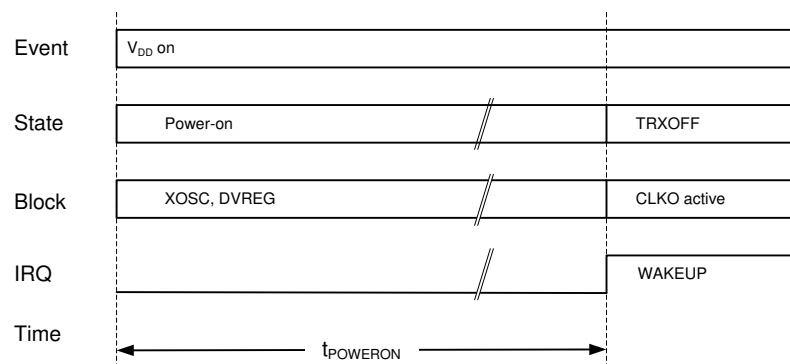 Event V_DD on
State Power-on TRXOFF
Block XOSC, DVREG CLKO active
IRQ WAKEUP
Time
t_POWERON